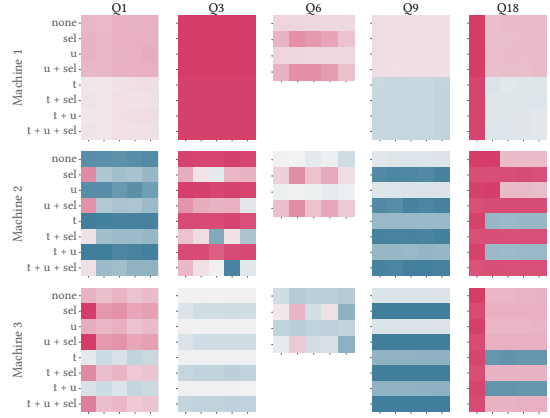 Q1 Q3 Q6 Q9 Q18
Machine 1
none
sel
u
u + sel
t
t + sel
t + u
t + u + sel
Machine 2
none
sel
u
u + sel
t
t + sel
t + u
t + u + sel
Machine 3
none
sel
u
u + sel
t
t + sel
t + u
t + u + sel